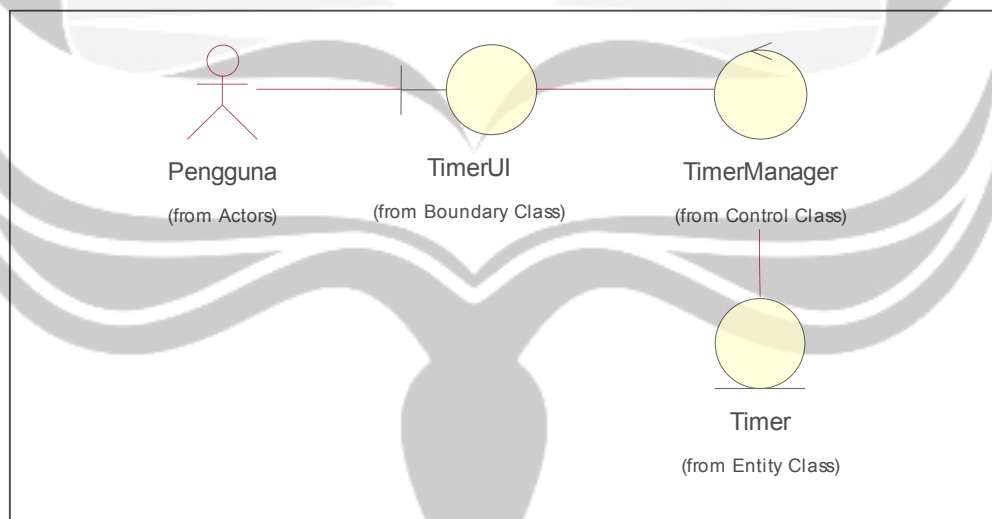 Pengguna
(from Actors)
TimerUI
(from Boundary Class)
TimerManager
(from Control Class)
Timer
(from Entity Class)